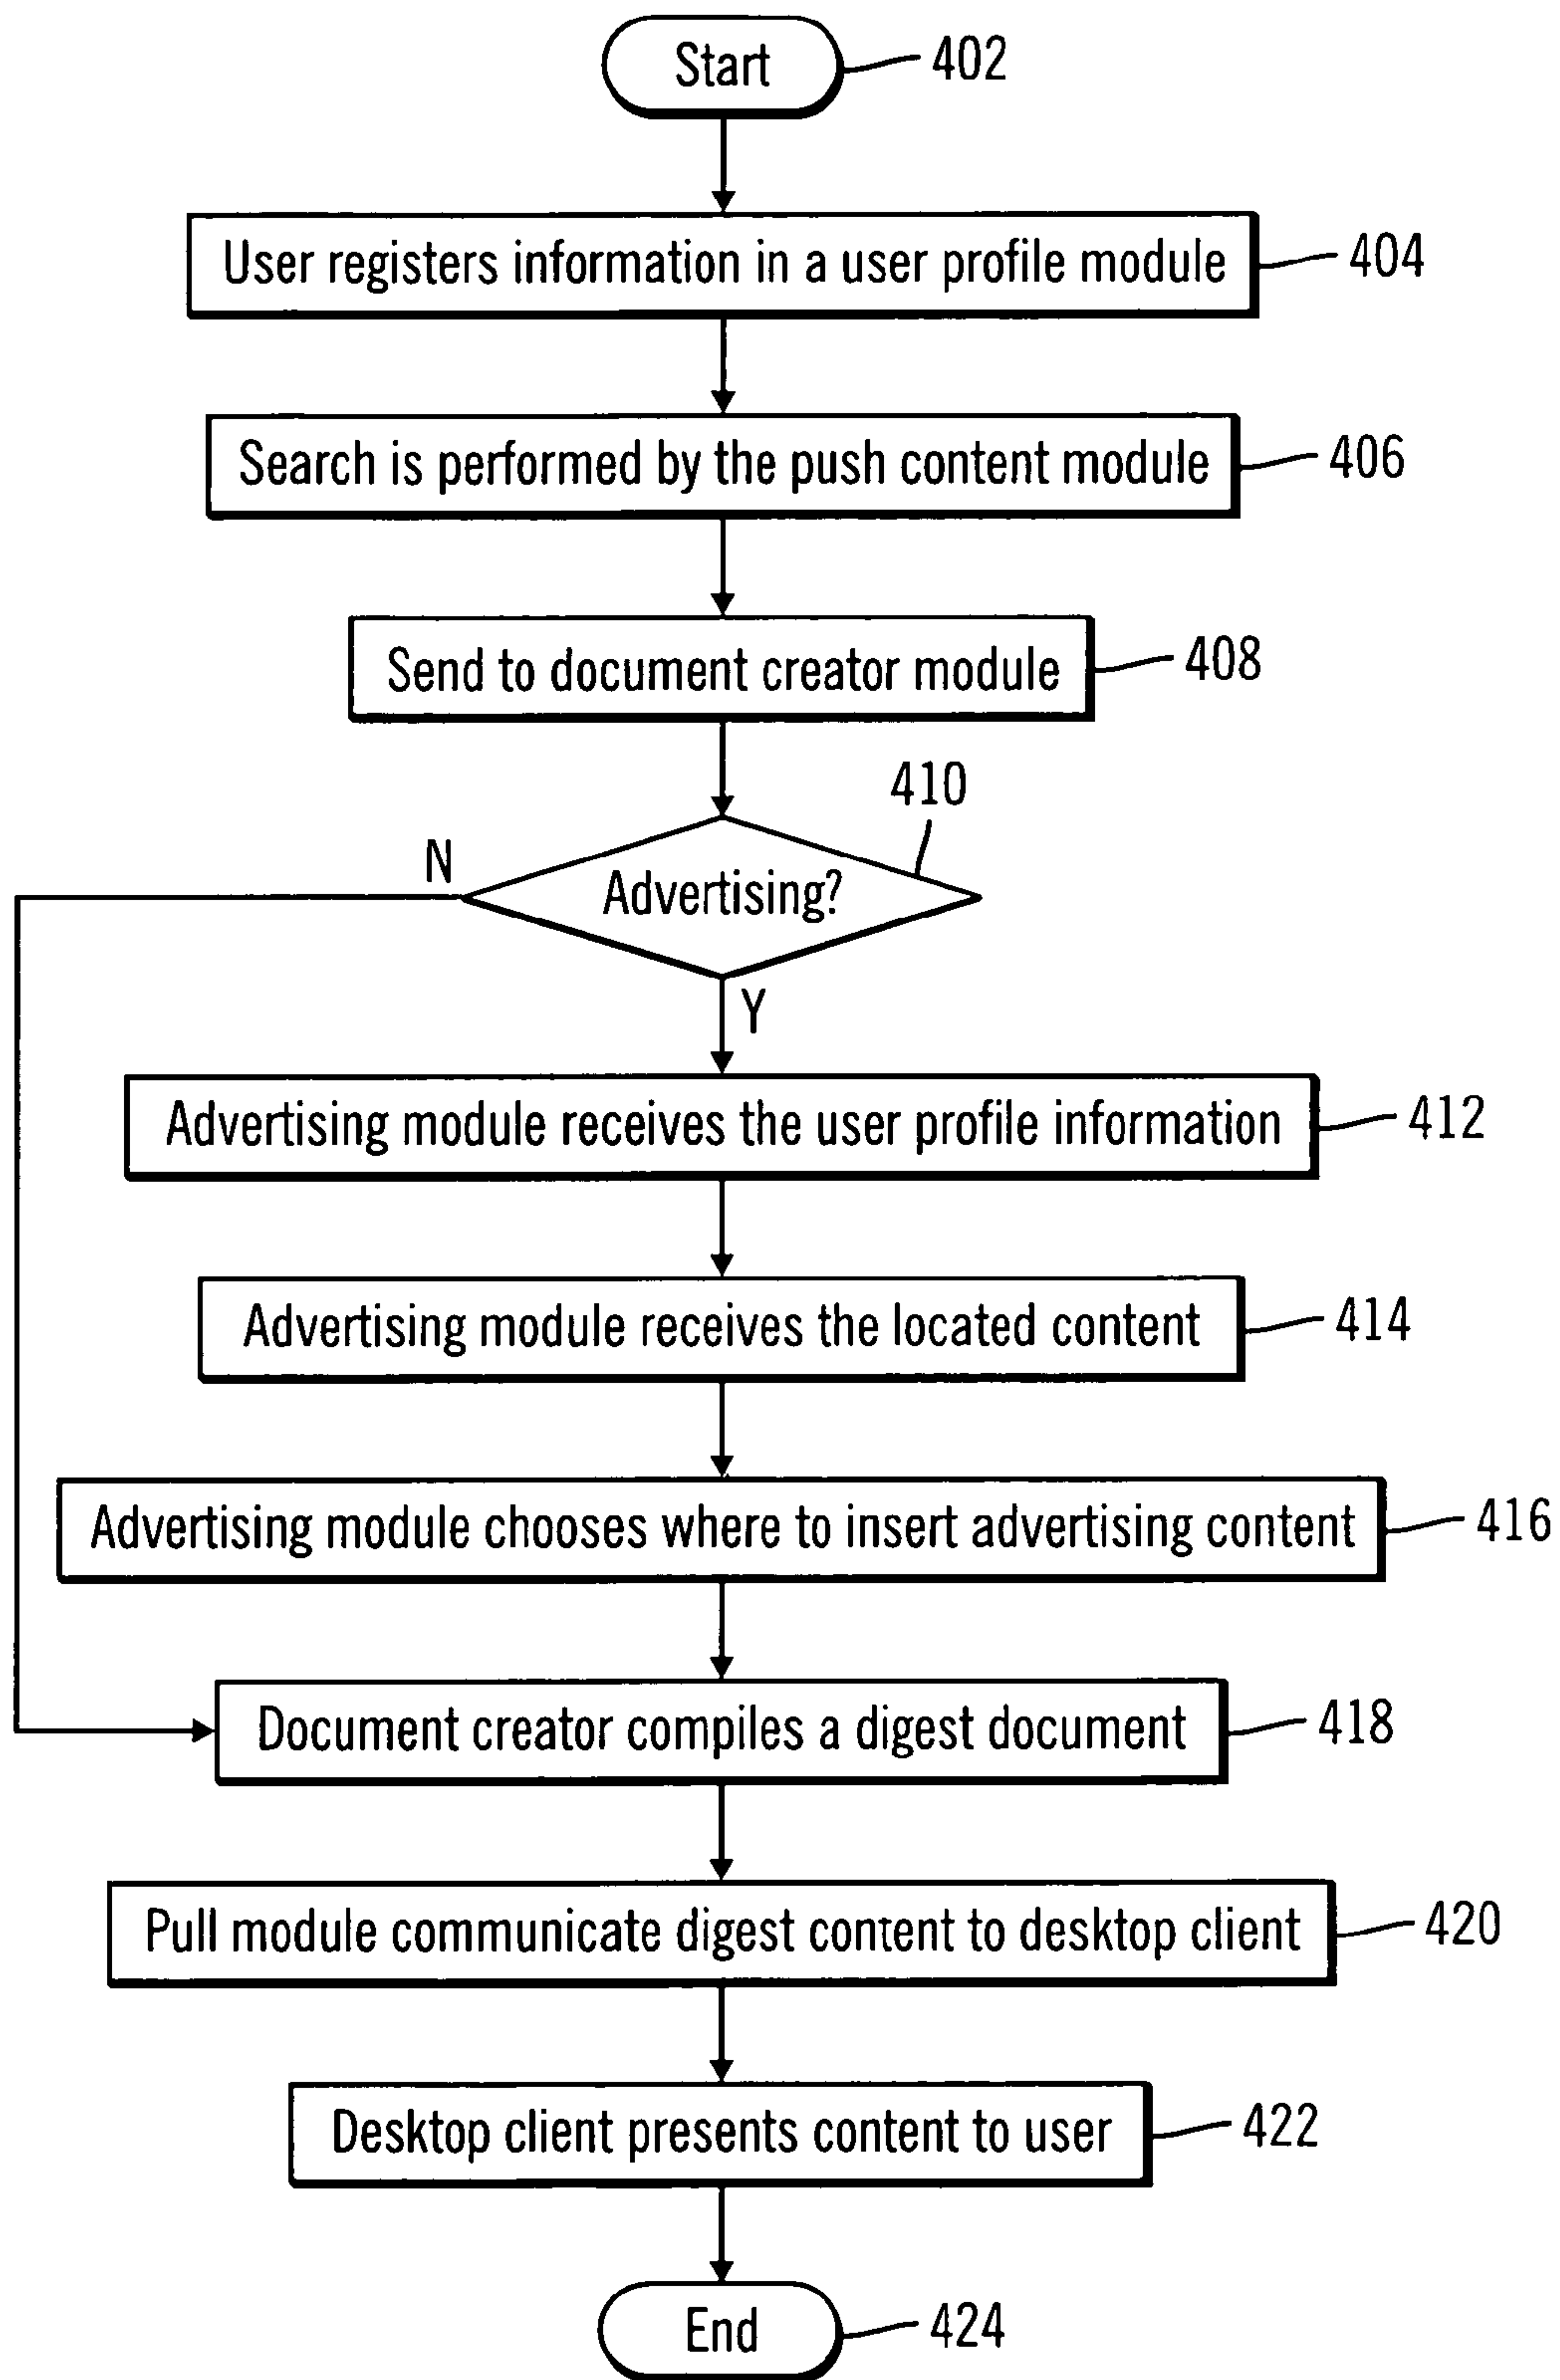 Start
402
User registers information in a user profile module
404
Search is performed by the push content module
406
Send to document creator module
408
410
N
Advertising?
Y
Advertising module receives the user profile information
412
Advertising module receives the located content
414
Advertising module chooses where to insert advertising content
416
Document creator compiles a digest document
418
Pull module communicate digest content to desktop client
420
Desktop client presents content to user
422
End
424